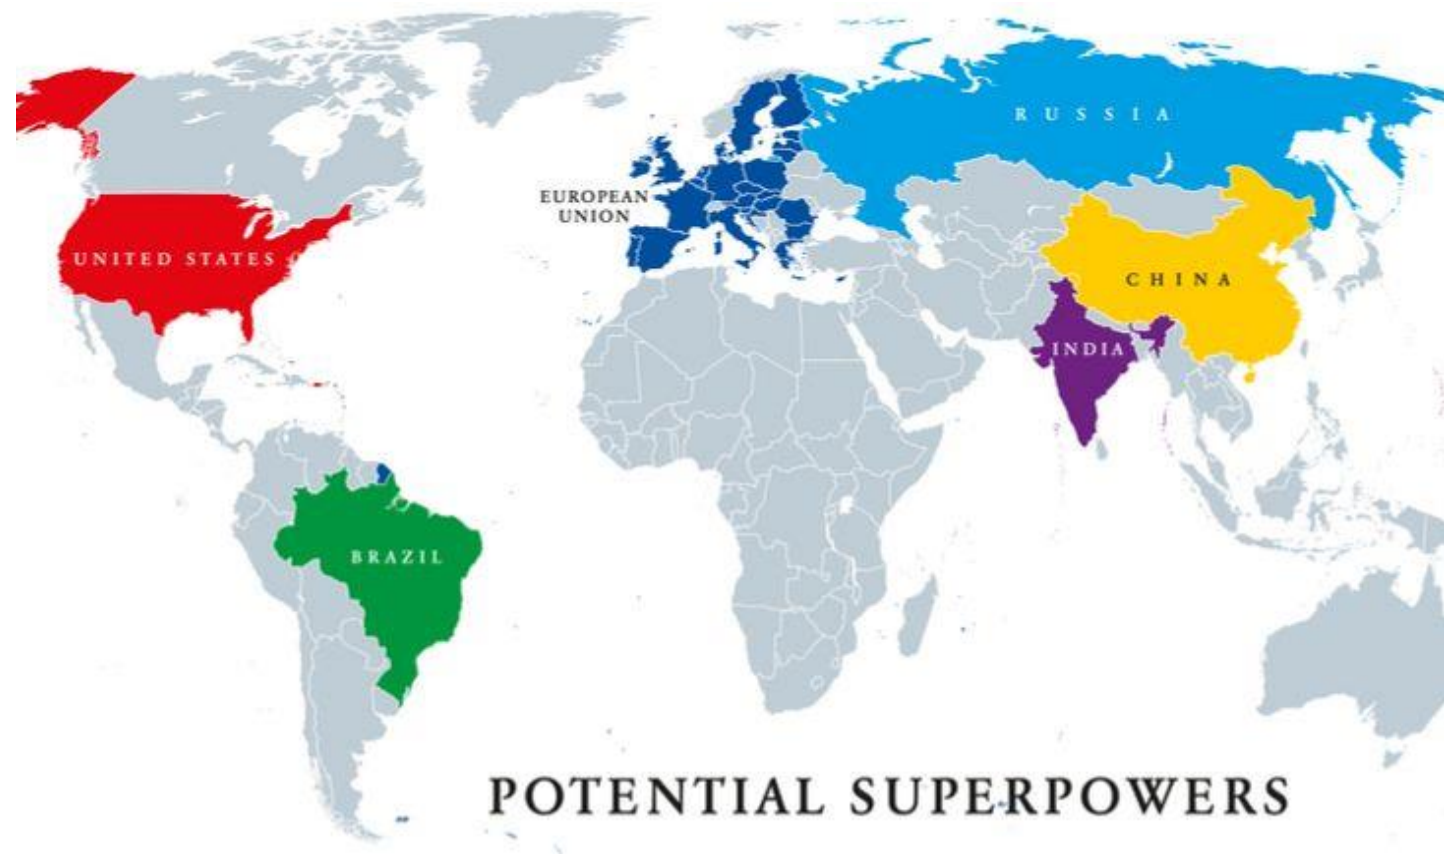 RUSSIA
EUROPEAN
UNION
UNITED STATES
CHINA
INDIA
BRAZIL
POTENTIAL SUPERPOWERS